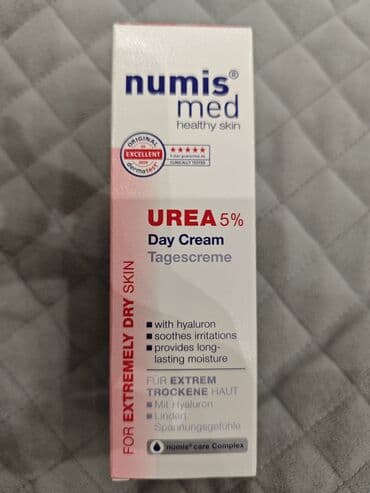 numis®
med
healthy skin
ORIGINAL
EXCELLENT
dermatest®
★★★★★
CLINICALLY TESTED
UREA 5%
Day Cream
Tagescreme
FOR EXTREMELY DRY SKIN
■ with hyaluron
■ soothes irritations
■ provides long-
lasting moisture
FÜR EXTREM
TROCKENE HAUT
■ Mit Hyaluron
■ Lindert
Spannungsgefühle
numis® care Complex